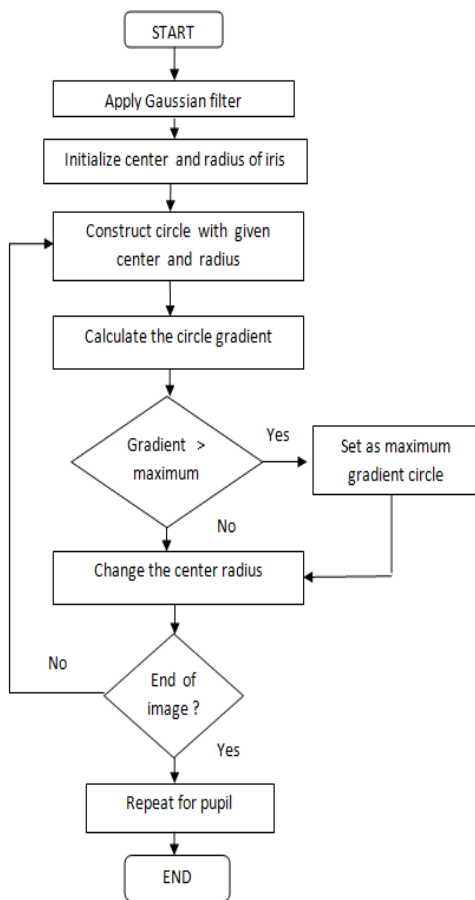 START
Apply Gaussian filter
Initialize center and radius of iris
Construct circle with given
center and radius
Calculate the circle gradient
Gradient >
maximum
Yes
Set as maximum
gradient circle
No
Change the center radius
No
End of
image ?
Yes
Repeat for pupil
END